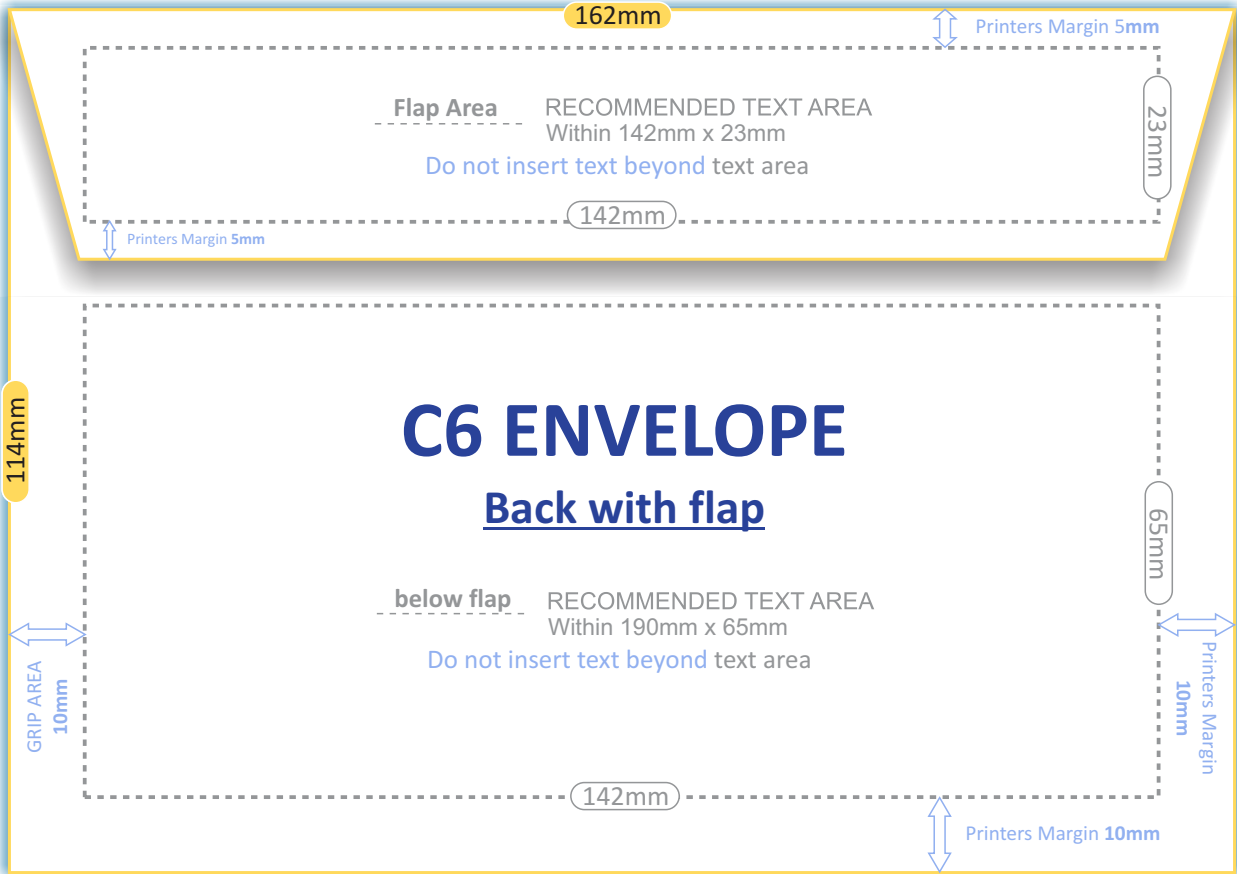 162mm
Printers Margin 5mm
Flap Area
RECOMMENDED TEXT AREA
Within 142mm x 23mm
Do not insert text beyond text area
23mm
142mm
Printers Margin 5mm
114mm
C6 ENVELOPE
Back with flap
65mm
below flap
RECOMMENDED TEXT AREA
Within 190mm x 65mm
Do not insert text beyond text area
GRIP AREA
10mm
Printers Margin
10mm
142mm
Printers Margin 10mm